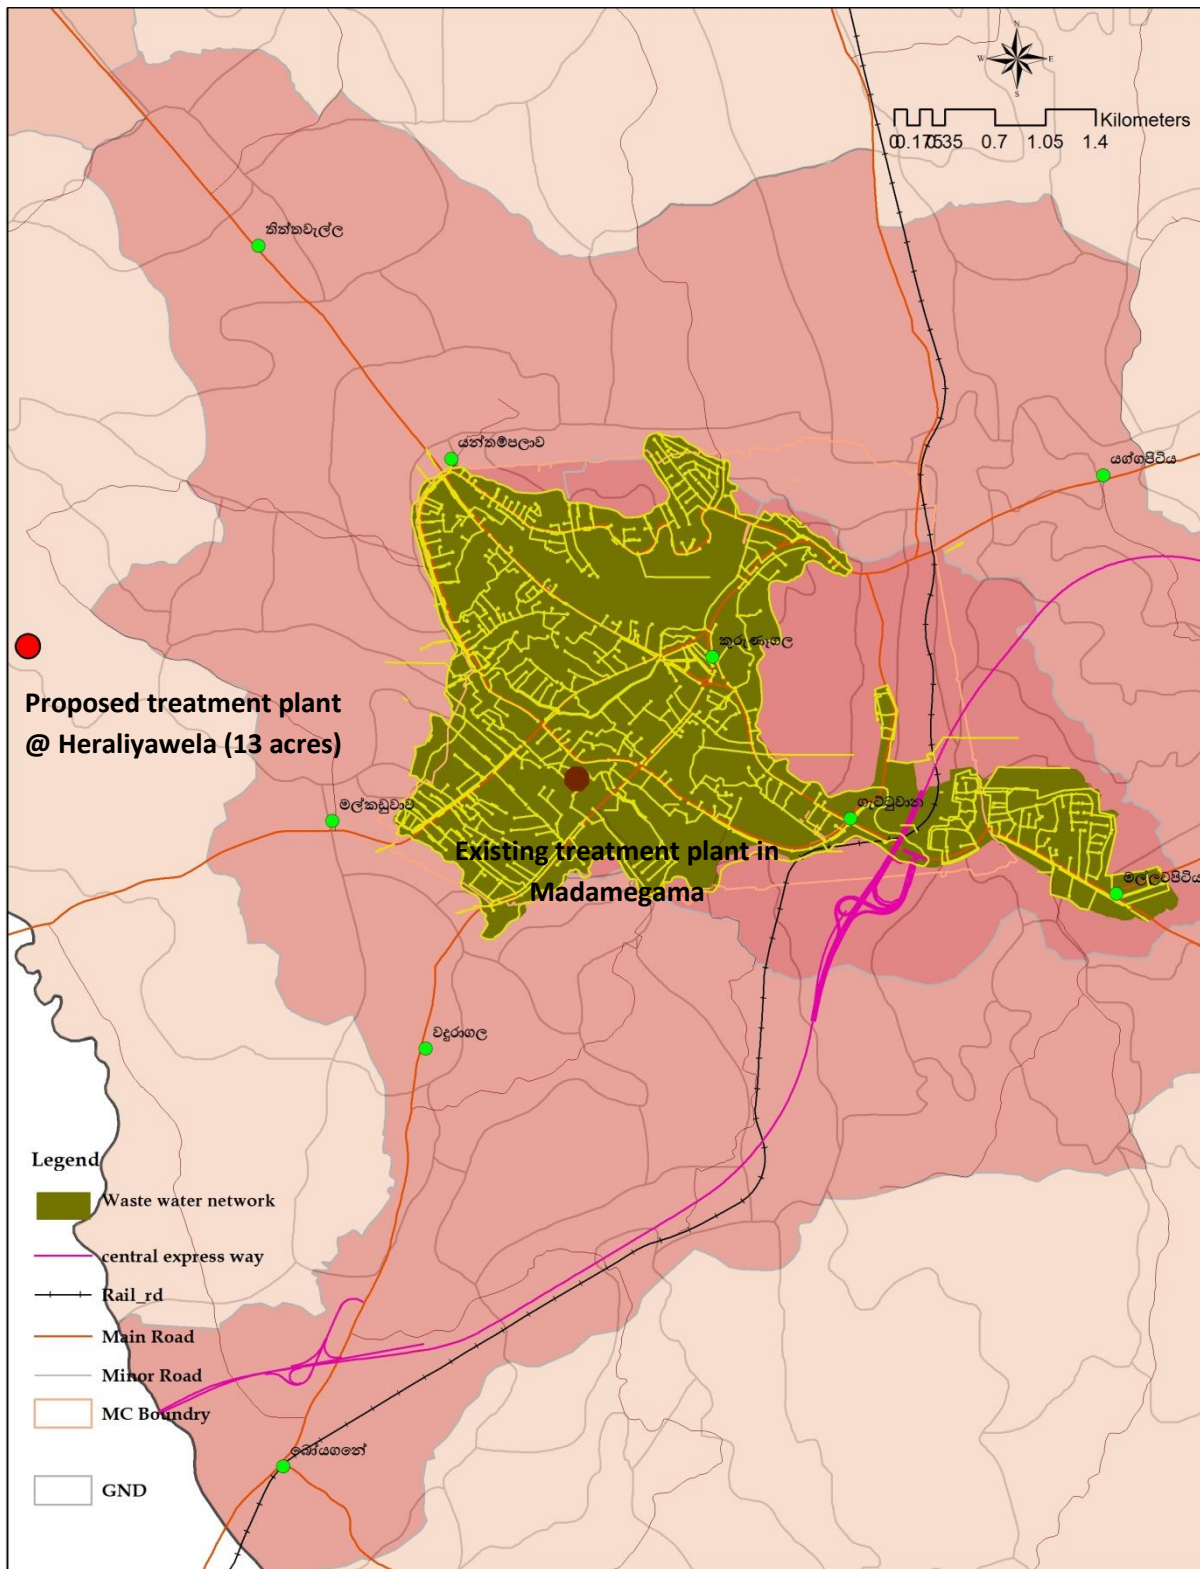 N
W E
S
Kilometers
0 0.175 0.35 0.7 1.05 1.4
තිත්තවැල්ල
යන්තම්පලාව
යග්ගපිටිය
කුරුණෑගල
Proposed treatment plant
@ Heraliyawela (13 acres)
මල්කඩුවාව
ගැට්ටුවාන
Existing treatment plant in
Madamegama
මල්ලවපිටිය
වදුරාගල
Legend
Waste water network
central express way
Rail_rd
Main Road
Minor Road
MC Boundry
බෝයගනේ
GND